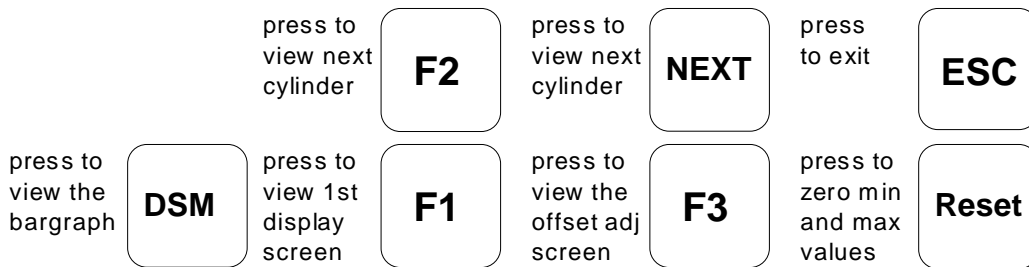 press to
view next
cylinder
F2
press to
view next
cylinder
NEXT
press
to exit
ESC
press to
view the
bargraph
DSM
press to
view 1st
display
screen
F1
press to
view the
offset adj
screen
F3
press to
zero min
and max
values
Reset